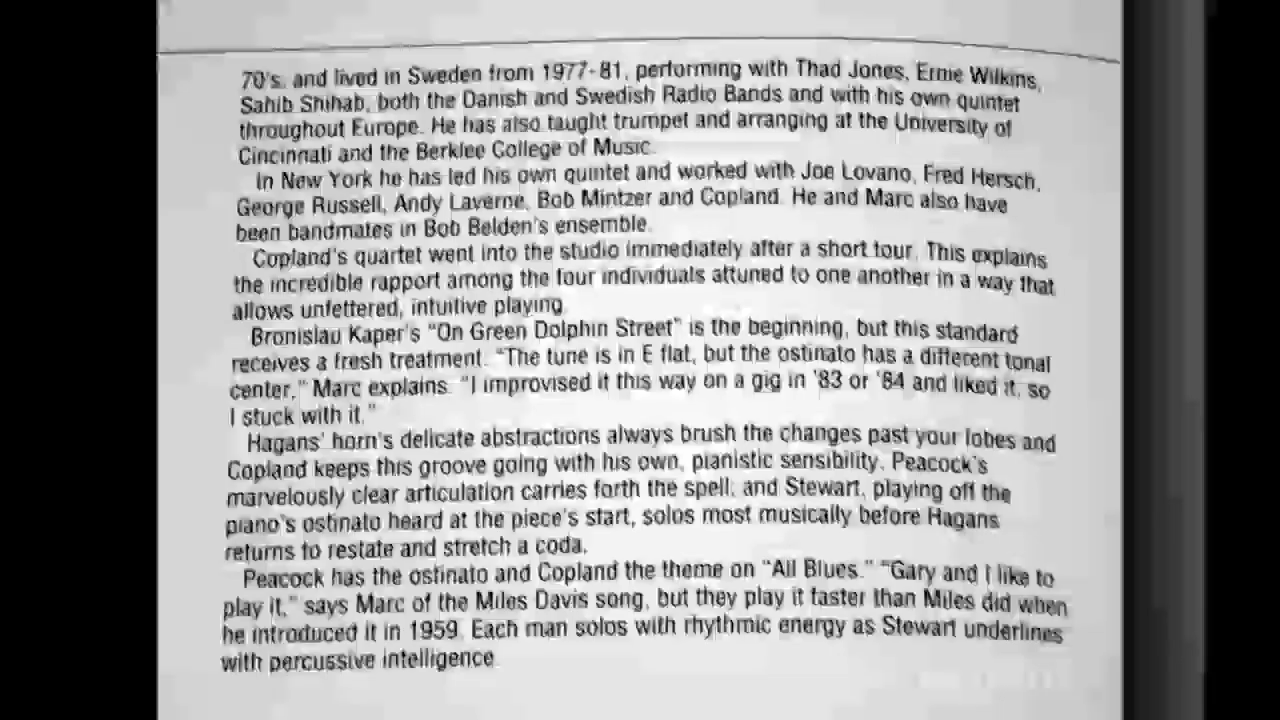 70's, and lived in Sweden from 1977-81, performing with Thad Jones, Ernie Wilkins,
Sahib Shihab, both the Danish and Swedish Radio Bands and with his own quintet
throughout Europe. He has also taught trumpet and arranging at the University of
Cincinnati and the Berklee College of Music.
In New York he has led his own quintet and worked with Joe Lovano, Fred Hersch,
George Russell, Andy Laverne, Bob Mintzer and Copland. He and Marc also have
been bandmates in Bob Belden's ensemble.
Copland's quartet went into the studio immediately after a short tour. This explains
the incredible rapport among the four individuals attuned to one another in a way that
allows unfettered, intuitive playing.
Bronislau Kaper's "On Green Dolphin Street" is the beginning, but this standard
receives a fresh treatment. "The tune is in E flat, but the ostinato has a different tonal
center," Marc explains. "I improvised it this way on a gig in '83 or '84 and liked it, so
I stuck with it."
Hagans' horn's delicate abstractions always brush the changes past your lobes and
Copland keeps this groove going with his own, pianistic sensibility. Peacock's
marvelously clear articulation carries forth the spell; and Stewart, playing off the
piano's ostinato heard at the piece's start, solos most musically before Hagans
returns to restate and stretch a coda.
Peacock has the ostinato and Copland the theme on "All Blues." "Gary and I like to
play it," says Marc of the Miles Davis song, but they play it faster than Miles did when
he introduced it in 1959. Each man solos with rhythmic energy as Stewart underlines
with percussive intelligence.